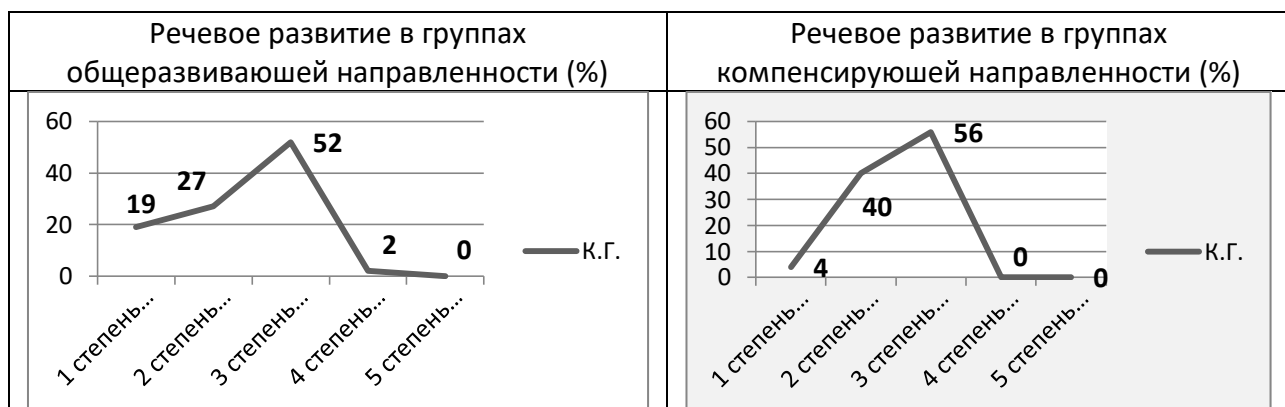 Речевое развитие в группах
общеразвиваюшей направленности (%)
60
40
20
0
19
27
52
2
0
1 степень...
2 степень...
3 степень...
4 степень...
5 степень...
К.Г.
Речевое развитие в группах
компенсируюшей направленности (%)
60
50
40
30
20
10
0
4
40
56
0
0
1 степень...
2 степень...
3 степень...
4 степень...
5 степень...
К.Г.